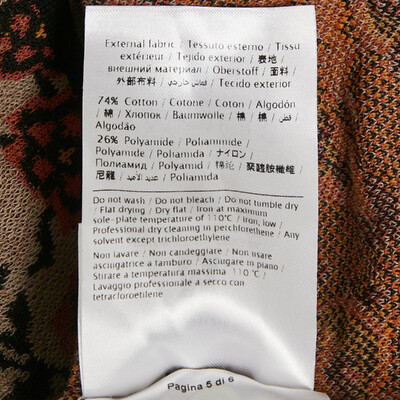 External fabric / Tessuto esterno / Tissu
extérieur / Tejido exterior / 表地 /
внешний материал / Oberstoff / 面料 /
外部布料 / قماش خارجي / Tecido exterior
74% Cotton / Cotone / Coton / Algodón
/ 綿 / Хлопок / Baumwolle / 棉 / 棉 / قطن /
Algodão
26% Polyamide / Poliammide /
Polyamide / Poliamida / ナイロン /
Полиамид / Polyamid / 锦纶 / 聚醯胺纖維 /
尼龍 / عديد الأميد / Poliamida
Do not wash / Do not bleach / Do not tumble dry
/ Flat drying / Dry flat / Iron at maximum
sole-plate temperature of 110°C / Iron, low /
Professional dry cleaning in perchlorethene / Any
solvent except trichloroethylene
Non lavare / Non candeggiare / Non usare
asciugatrice a tamburo / Asciugare in piano /
Stirare a temperatura massima 110°C /
Lavaggio professionale a secco con
tetracloroetilene
Pagina 5 di 6